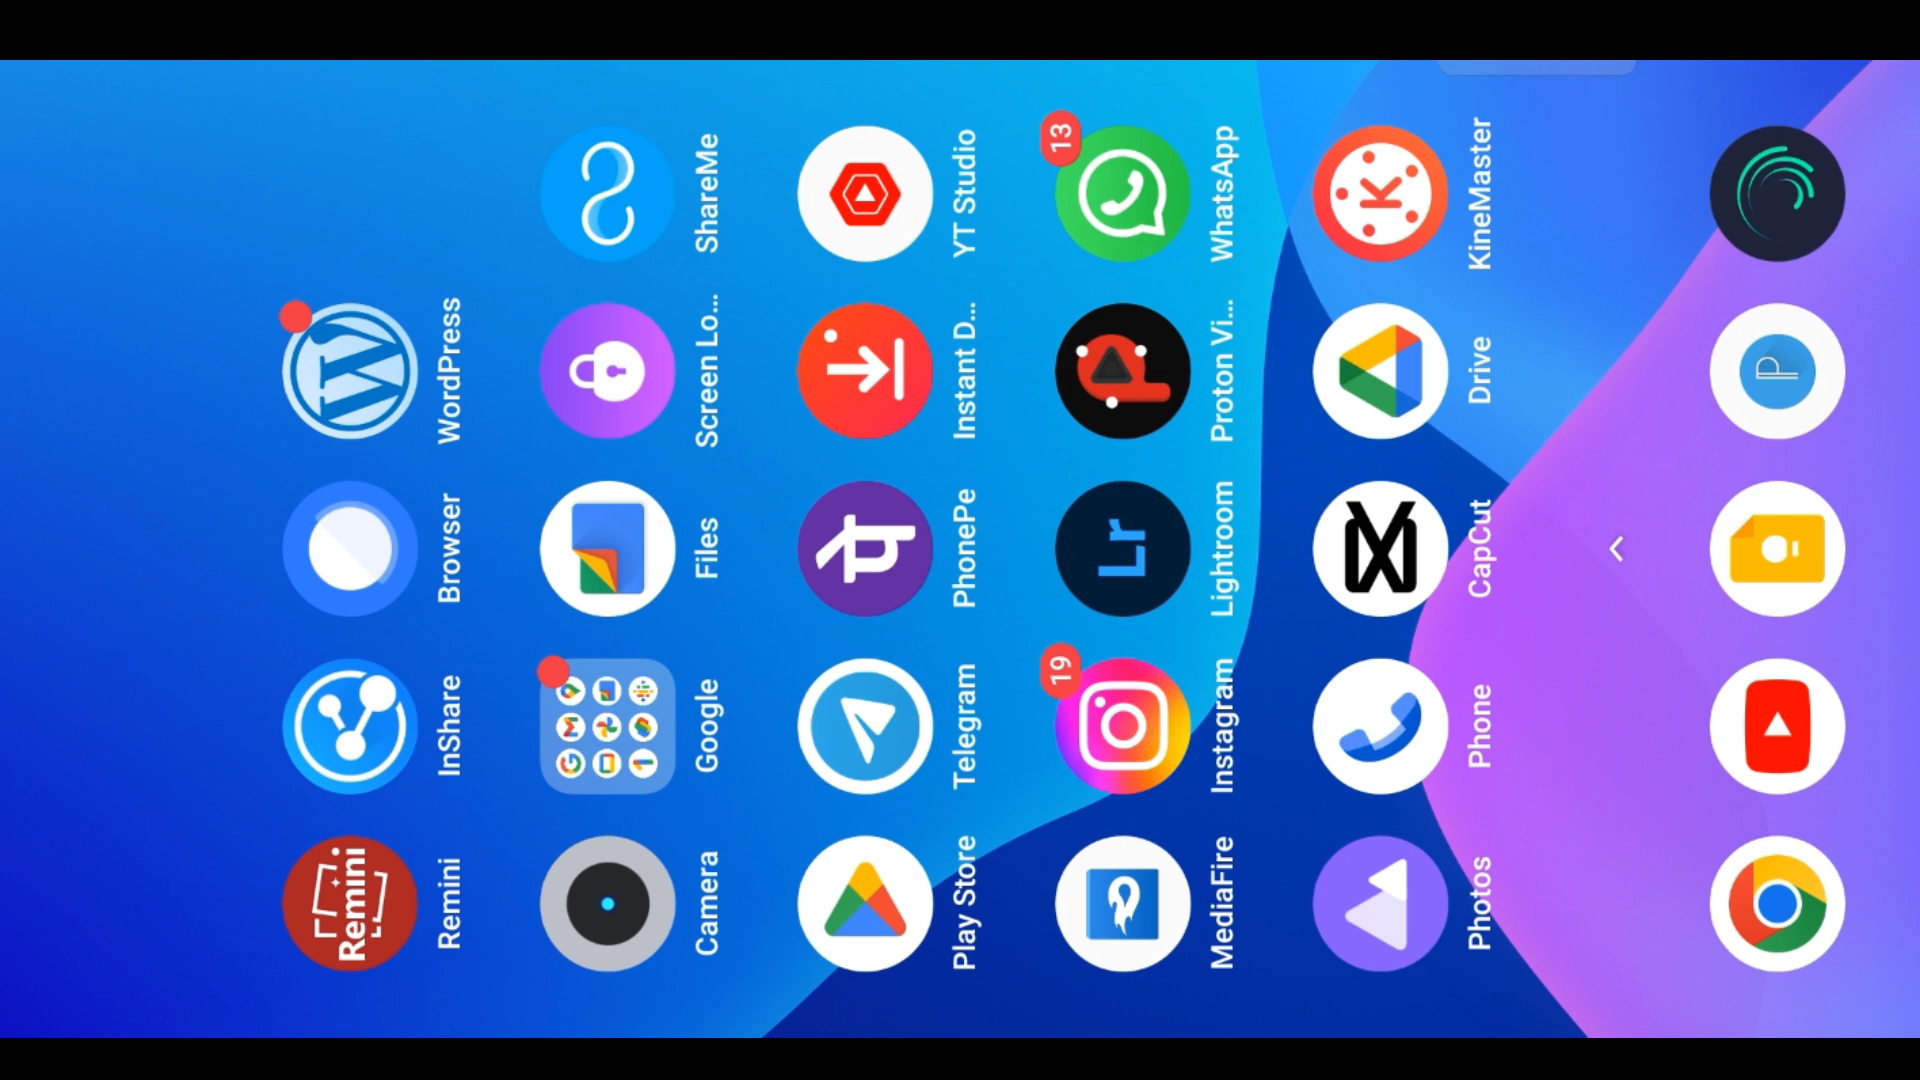 Remini
Remini InShare Browser WordPress
Camera Google Files Screen Lo... ShareMe
Play Store Telegram PhonePe Instant D... YT Studio
19 13
Lr
MediaFire Instagram Lightroom Proton Vi... WhatsApp
K
Photos Phone CapCut Drive KineMaster
P